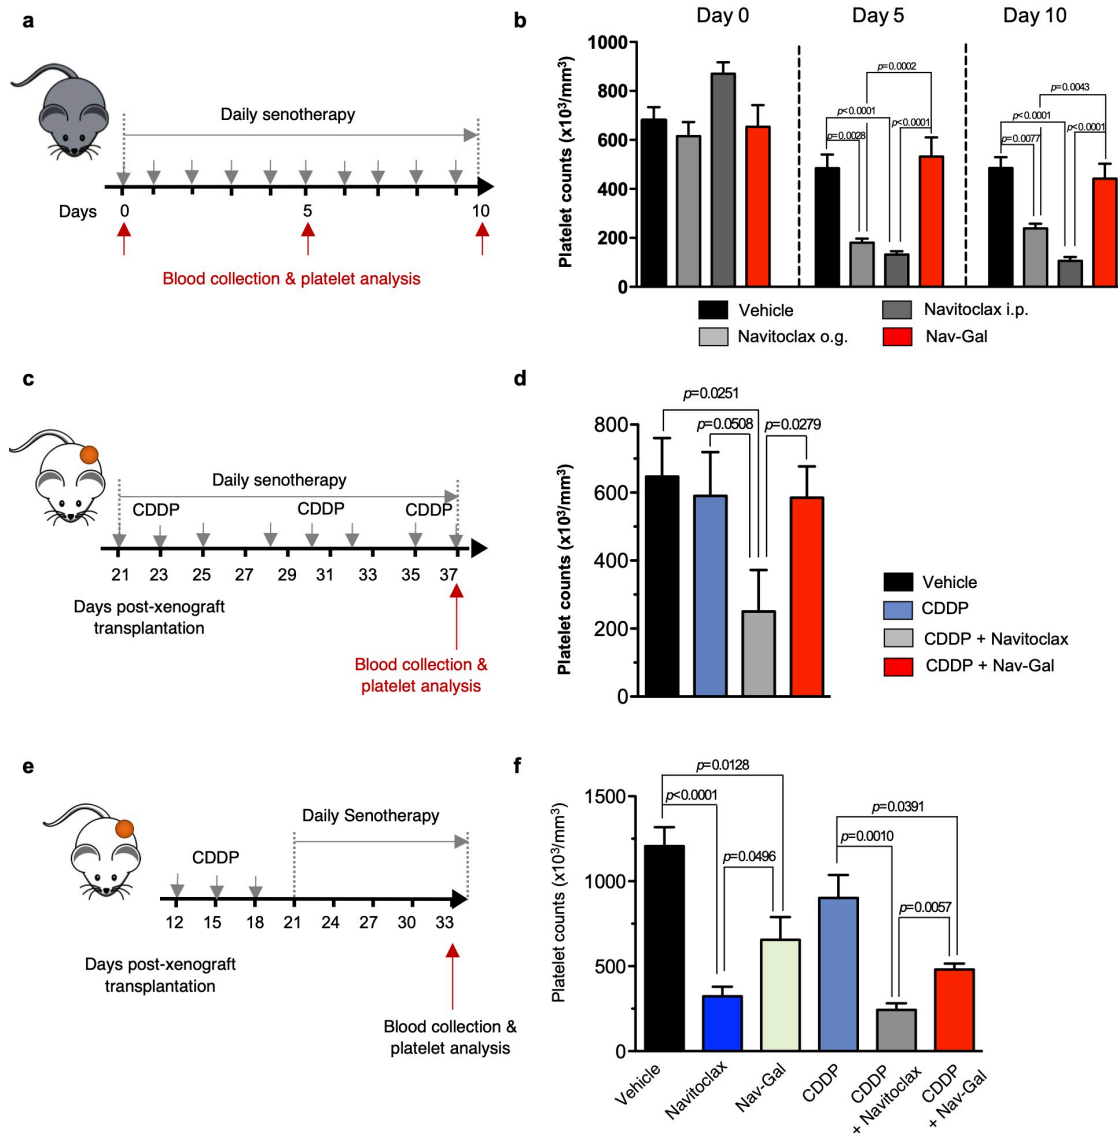 a
Daily senotherapy
Days
0
5
10
Blood collection & platelet analysis
b
Day 0
Day 5
Day 10
Platelet counts (x10³/mm³)
1000
800
600
400
200
0
p=0.0002
p<0.0001
p=0.0028
p<0.0001
p=0.0043
p<0.0001
p=0.0077
p<0.0001
Vehicle
Navitoclax i.p.
Navitoclax o.g.
Nav-Gal
c
Daily senotherapy
CDDP
CDDP
CDDP
21
23
25
27
29
31
33
35
37
Days post-xenograft
transplantation
Blood collection &
platelet analysis
d
Platelet counts (x10³/mm³)
800
600
400
200
0
p=0.0251
p=0.0508
p=0.0279
Vehicle
CDDP
CDDP + Navitoclax
CDDP + Nav-Gal
e
Daily Senotherapy
CDDP
12
15
18
21
24
27
30
33
Days post-xenograft
transplantation
Blood collection &
platelet analysis
f
Platelet counts (x10³/mm³)
1500
1000
500
0
p=0.0128
p<0.0001
p=0.0496
p=0.0391
p=0.0010
p=0.0057
Vehicle
Navitoclax
Nav-Gal
CDDP
CDDP
+ Navitoclax
CDDP
+ Nav-Gal